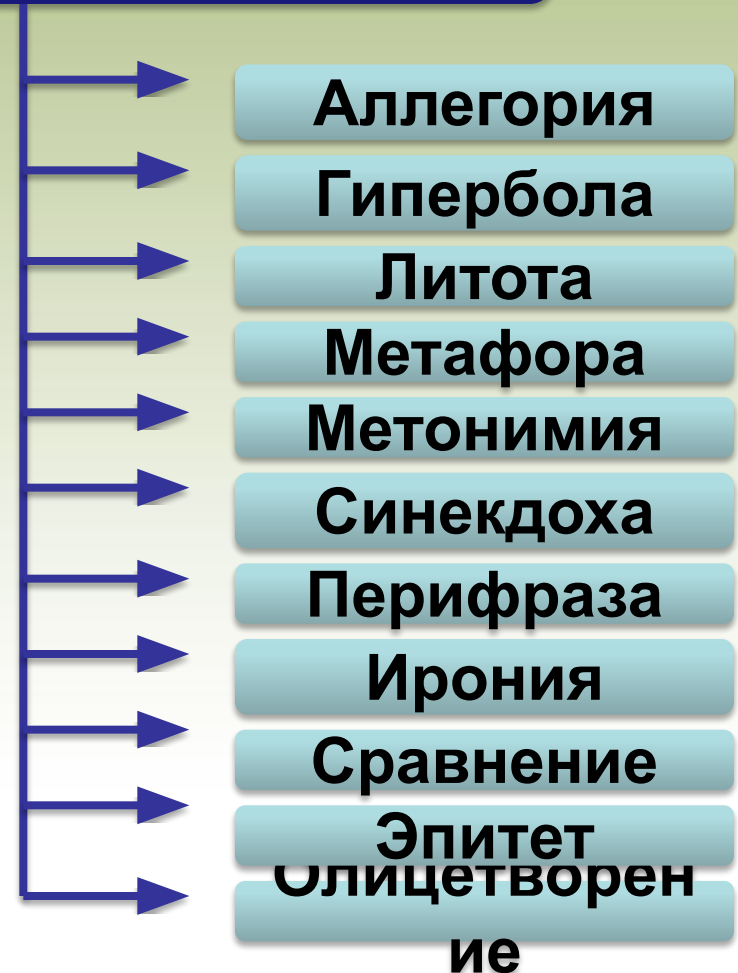 Аллегория
Гипербола
Литота
Метафора
Метонимия
Синекдоха
Перифраза
Ирония
Сравнение
Эпитет
Олицетворен
ие